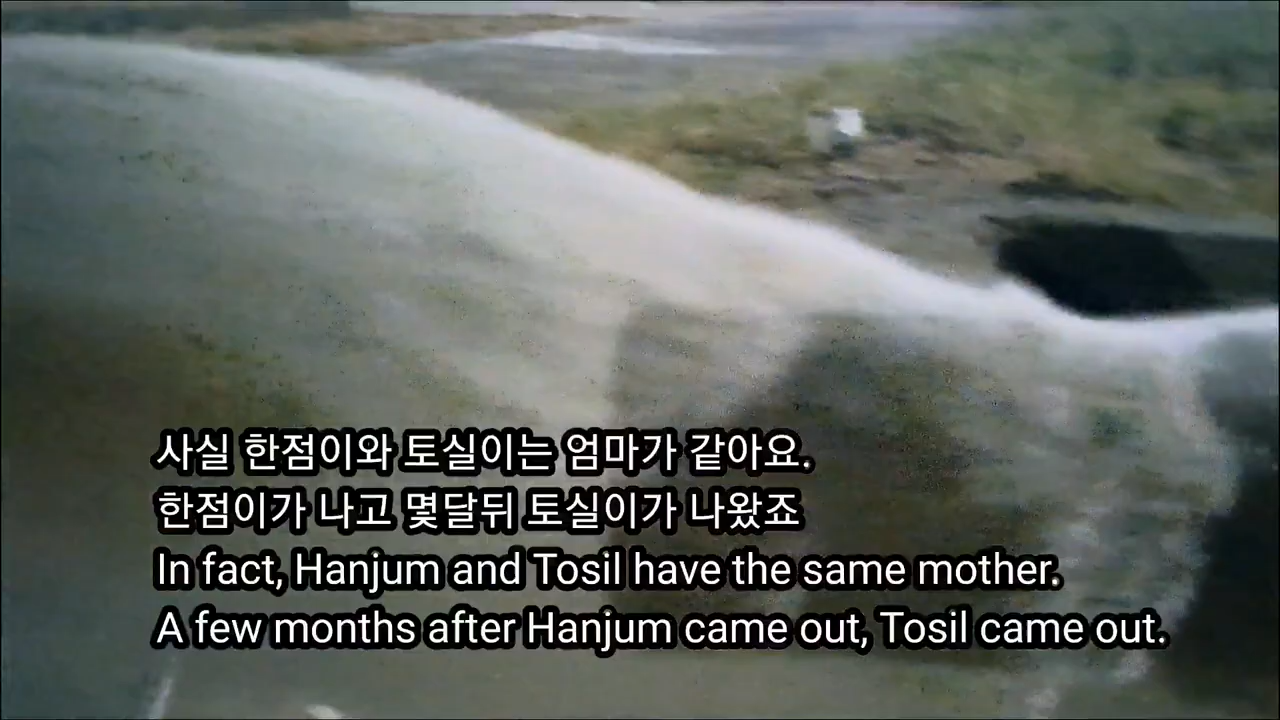 사실 한점이와 토실이는 엄마가 같아요.
한점이가 나고 몇달뒤 토실이가 나왔죠
In fact, Hanjum and Tosil have the same mother.
A few months after Hanjum came out, Tosil came out.